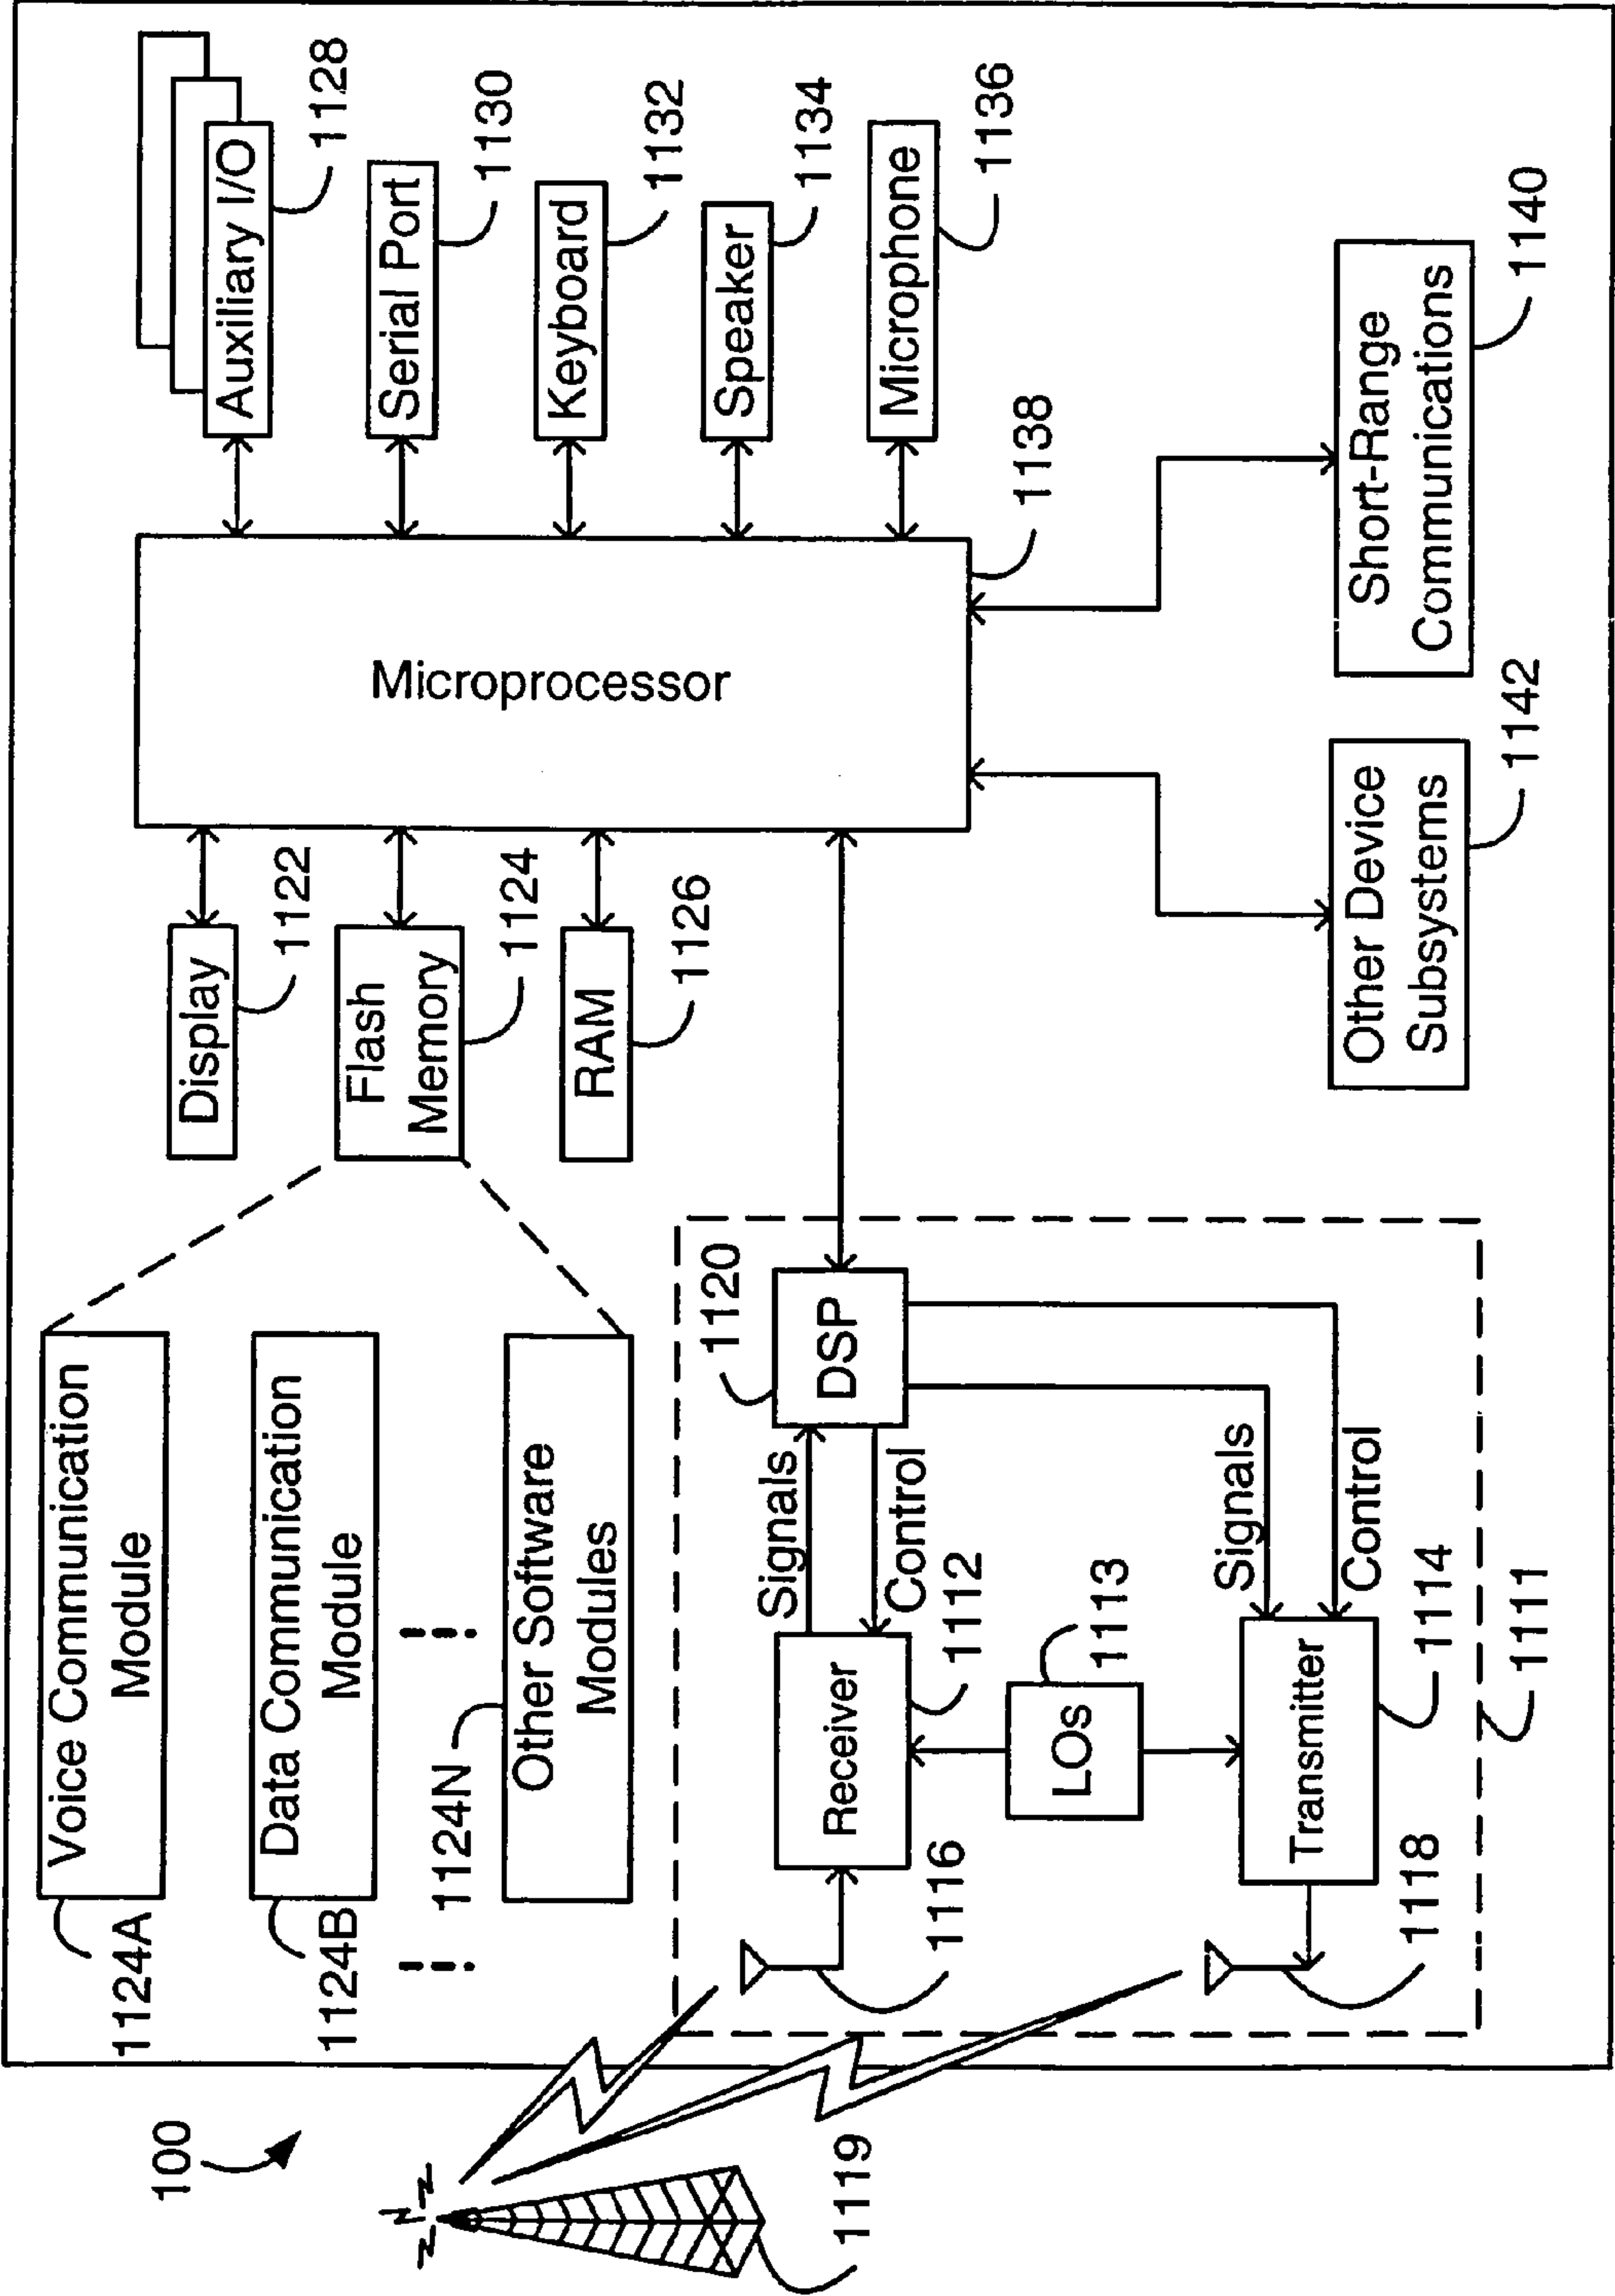 100
1119
1124A
Voice Communication
Module
1124B
Data Communication
Module
1124N
Other Software
Modules
Display
1122
Flash
Memory
1124
RAM
1126
Microprocessor
1138
Auxiliary I/O
1128
Serial Port
1130
Keyboard
1132
Speaker
1134
Microphone
1136
Short-Range
Communications
1140
Other Device
Subsystems
1142
1120
DSP
Signals
Control
Receiver
1112
1116
LOs
1113
Signals
Control
Transmitter
1114
1118
1111